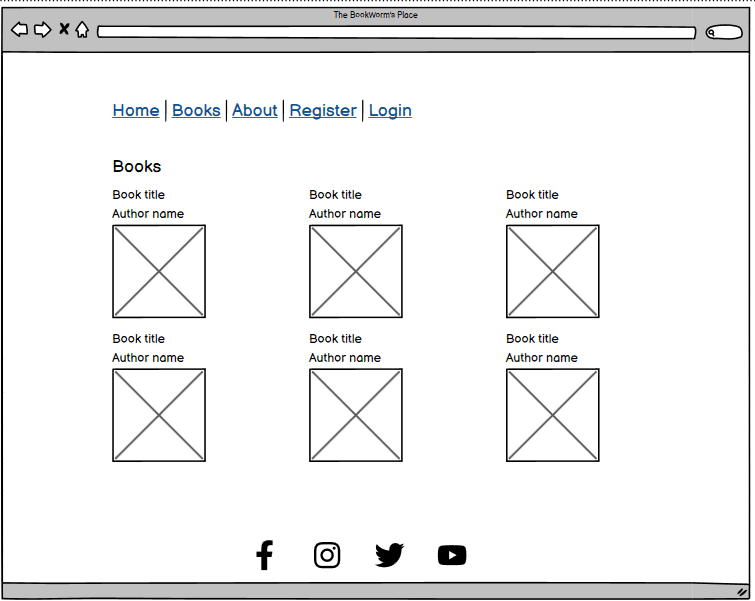 The BookWorm's Place
Home | Books | About | Register | Login
Books
Book title Book title Book title
Author name Author name Author name
Book title Book title Book title
Author name Author name Author name